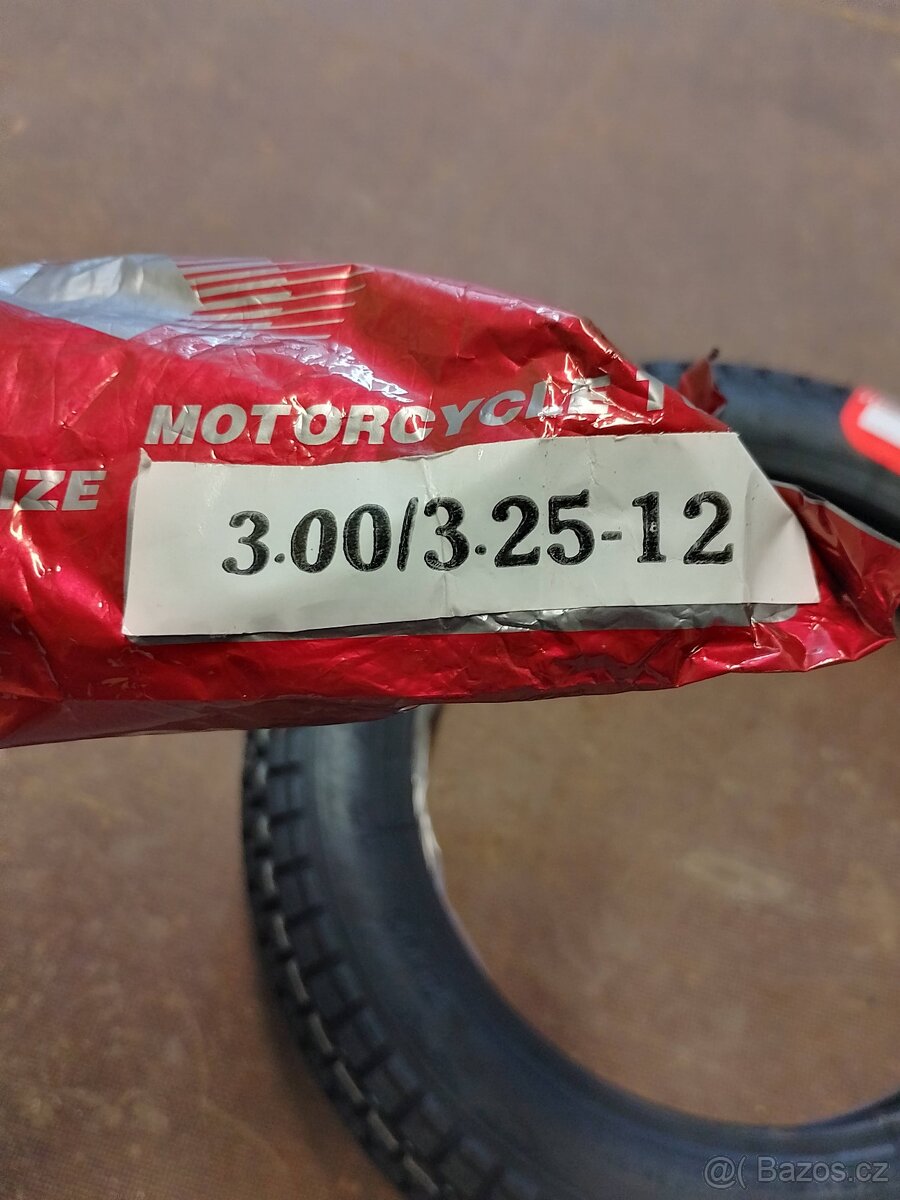 MOTORCYCLE T
IZE
3.00/3.25-12
@( Bazos.cz